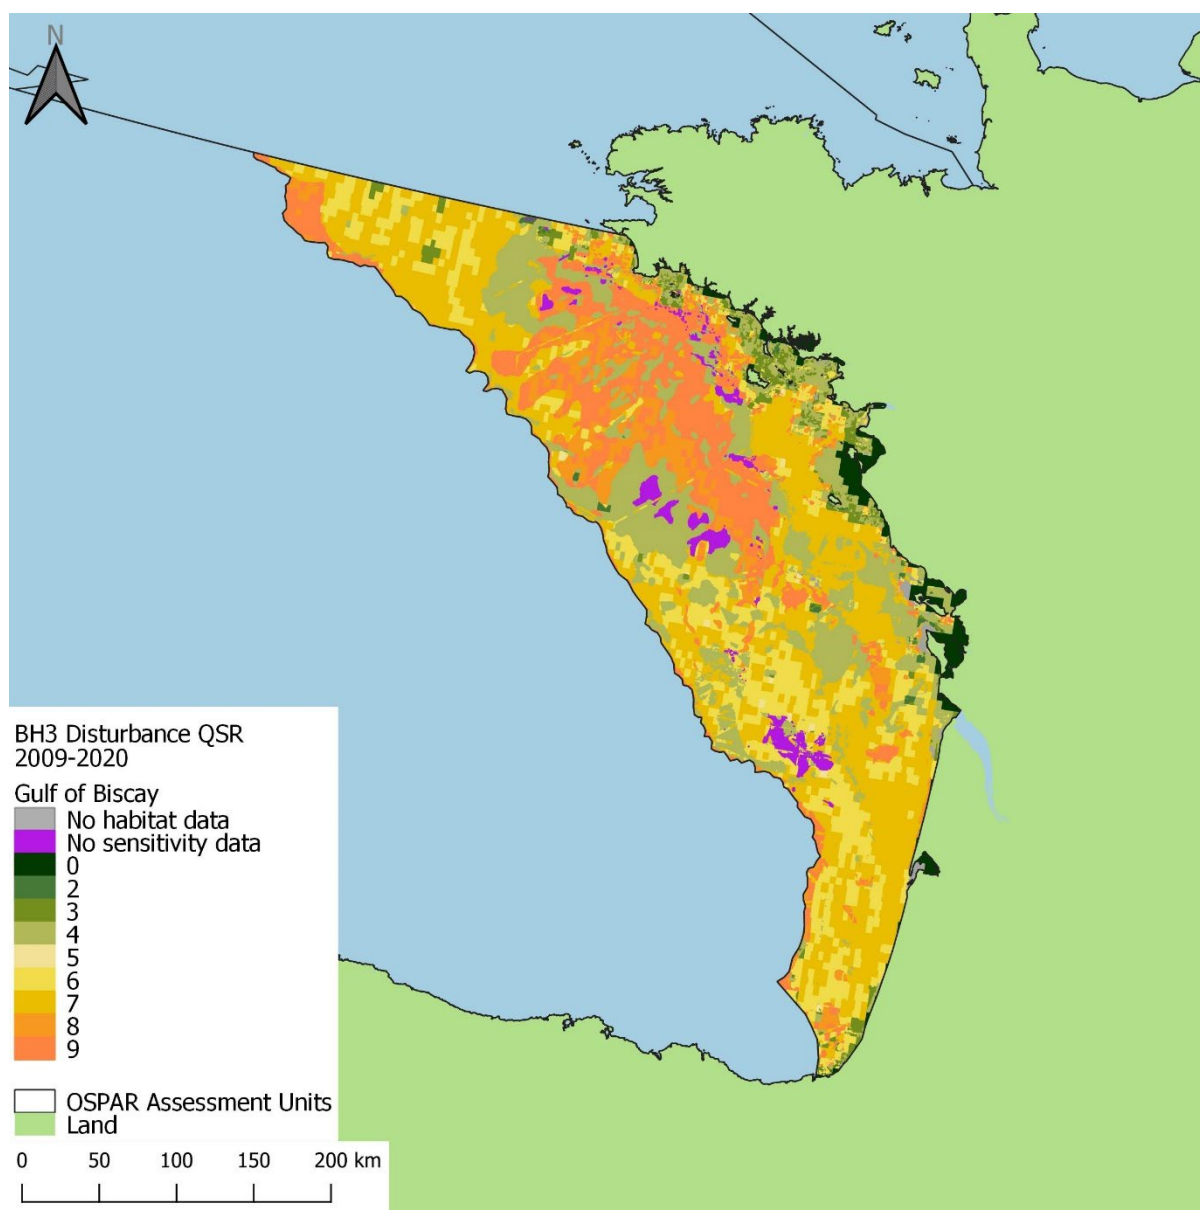 N
BH3 Disturbance QSR
2009-2020
Gulf of Biscay
No habitat data
No sensitivity data
0
2
3
4
5
6
7
8
9
OSPAR Assessment Units
Land
0 50 100 150 200 km